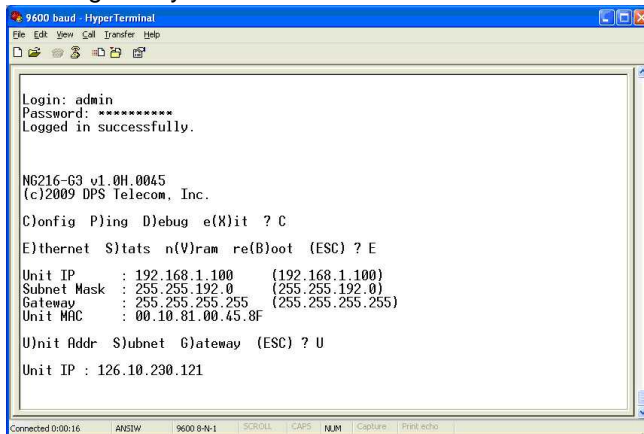 9600 baud - HyperTerminal
File Edit View Call Transfer Help
Login: admin
Password: **********
Logged in successfully.
NG216-G3 v1.0H.0045
(c)2009 DPS Telecom, Inc.
C)onfig P)ing D)ebug e(X)it ? C
E)thernet S)tats n(V)ram re(B)oot (ESC) ? E
Unit IP : 192.168.1.100 (192.168.1.100)
Subnet Mask : 255.255.192.0 (255.255.192.0)
Gateway : 255.255.255.255 (255.255.255.255)
Unit MAC : 00.10.81.00.45.8F
U)nit Addr S)ubnet G)ateway (ESC) ? U
Unit IP : 126.10.230.121
Connected 0:00:16 ANSIW 9600 8-N-1 SCROLL CAPS NUM Capture Print echo